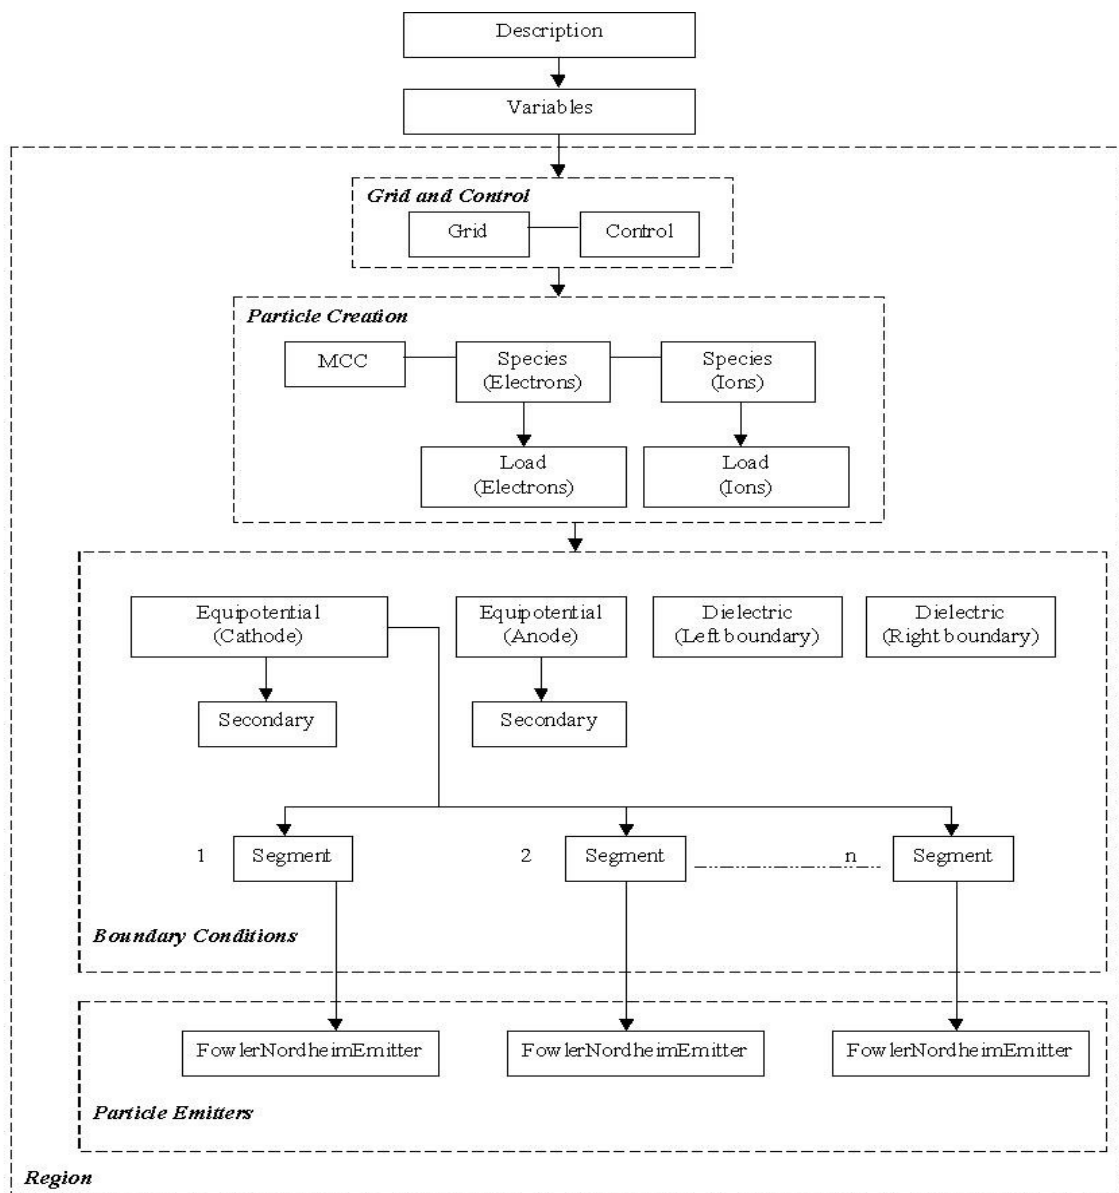 Description
Variables
Grid and Control
Grid
Control
Particle Creation
MCC
Species
(Electrons)
Species
(Ions)
Load
(Electrons)
Load
(Ions)
Equipotential
(Cathode)
Equipotential
(Anode)
Dielectric
(Left boundary)
Dielectric
(Right boundary)
Secondary
Secondary
1
Segment
2
Segment
n
Segment
Boundary Conditions
FowlerNordheimEmitter
FowlerNordheimEmitter
FowlerNordheimEmitter
Particle Emitters
Region